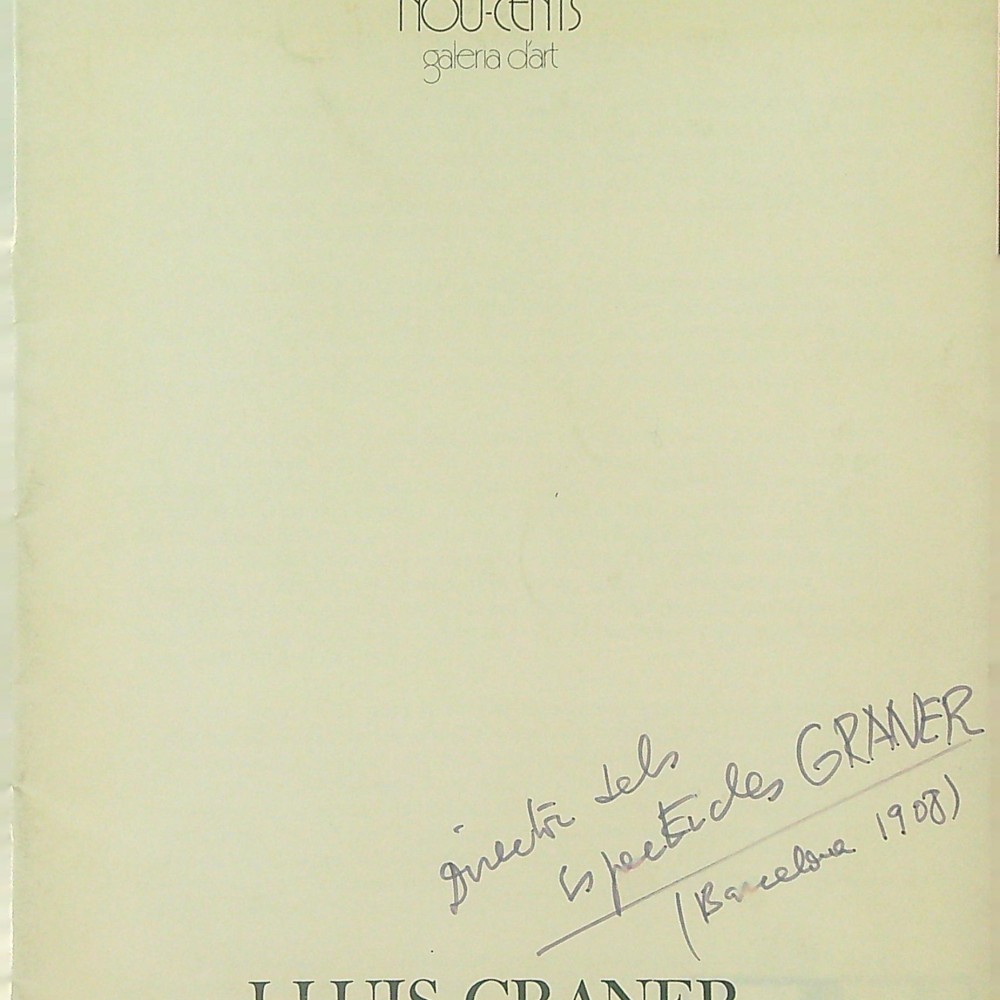 NOU-CENTS
galeria d'art
Director dels
Espectacles GRANER
(Barcelona 1908)
LLUIS GRANER